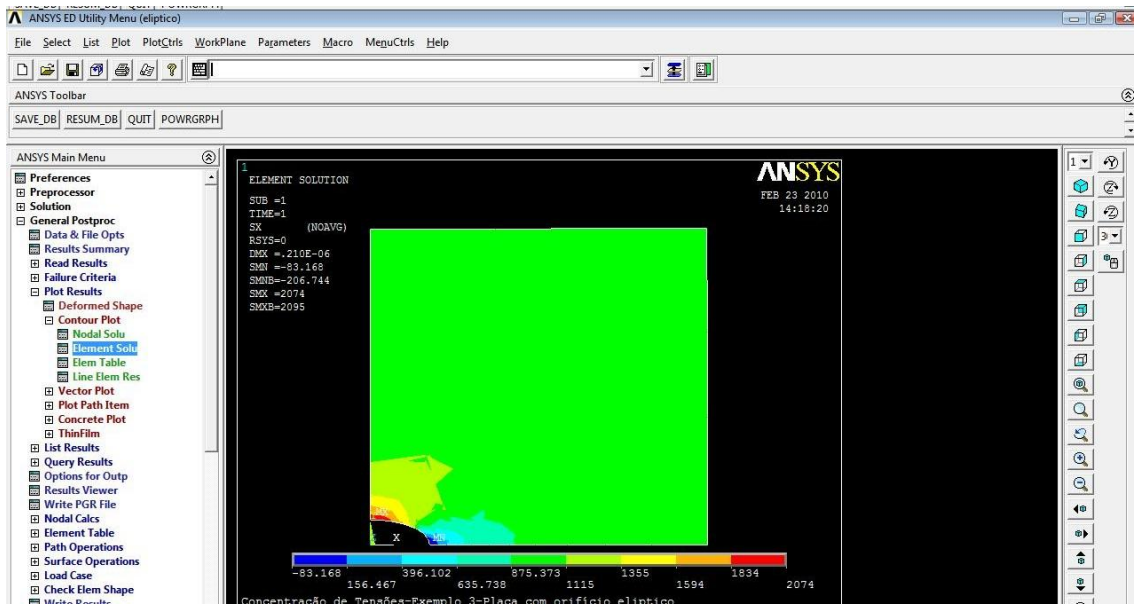 ANSYS ED Utility Menu (eliptico)
File Select List Plot PlotCtrls WorkPlane Parameters Macro MenuCtrls Help
ANSYS Toolbar
SAVE_DB RESUM_DB QUIT POWRGRPH
ANSYS Main Menu
Preferences
Preprocessor
Solution
General Postproc
Data & File Opts
Results Summary
Read Results
Failure Criteria
Plot Results
Deformed Shape
Contour Plot
Nodal Solu
Element Solu
Elem Table
Line Elem Res
Vector Plot
Plot Path Item
Concrete Plot
ThinFilm
List Results
Query Results
Options for Outp
Results Viewer
Write PGR File
Nodal Calcs
Element Table
Path Operations
Surface Operations
Load Case
Check Elem Shape
Write Results
1
ELEMENT SOLUTION
SUB =1
TIME=1
SX (NOAVG)
RSYS=0
DMX =.210E-06
SMN =-83.168
SMNB=-206.744
SMX =2074
SMXB=2095
ANSYS
FEB 23 2010
14:18:20
X
MN
-83.168 396.102 875.373 1355 1834
156.467 635.738 1115 1594 2074
Concentração de Tensões-Exemplo 3-Placa com orifício elíptico
1